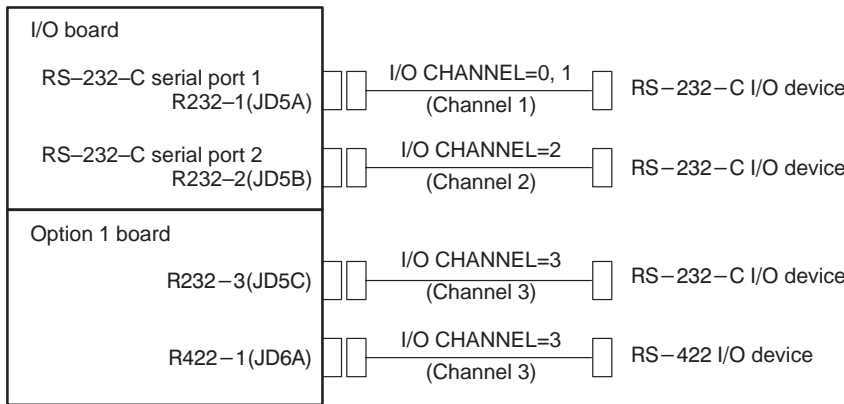 I/O board
RS–232–C serial port 1
R232–1(JD5A)
I/O CHANNEL=0, 1
(Channel 1)
RS–232–C I/O device
RS–232–C serial port 2
R232–2(JD5B)
I/O CHANNEL=2
(Channel 2)
RS–232–C I/O device
Option 1 board
R232–3(JD5C)
I/O CHANNEL=3
(Channel 3)
RS–232–C I/O device
R422–1(JD6A)
I/O CHANNEL=3
(Channel 3)
RS–422 I/O device